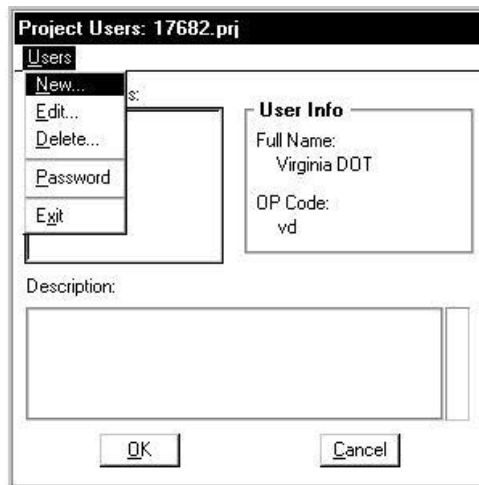 Project Users: 17682.prj
Users
New...
Edit...
Delete...
Password
Exit
s:
User Info
Full Name:
Virginia DOT
OP Code:
vd
Description:
OK
Cancel